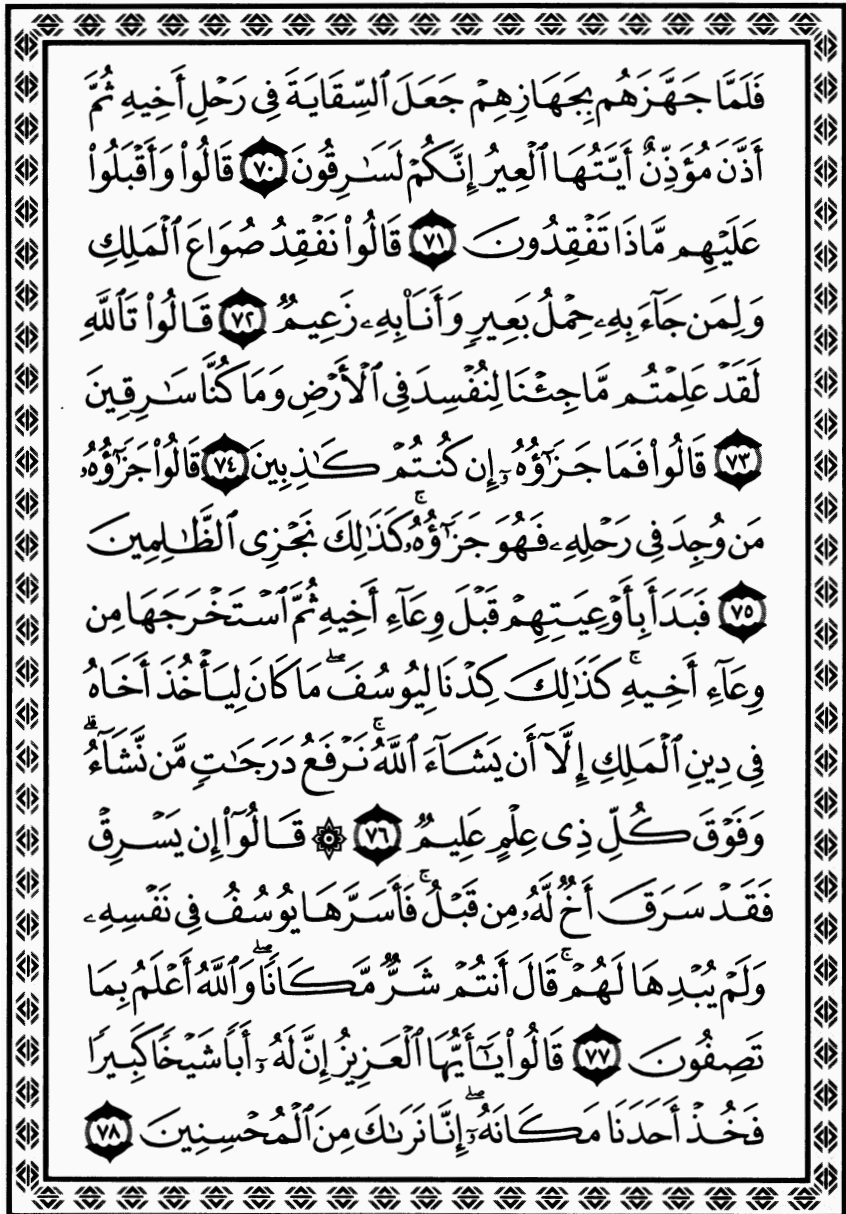 فَلَمَّا جَهَّزَهُم بِجَهَازِهِمْ جَعَلَ ٱلسِّقَايَةَ فِى رَحْلِ أَخِيهِ ثُمَّ
أَذَّنَ مُؤَذِّنٌ أَيَّتُهَا ٱلْعِيرُ إِنَّكُمْ لَسَـٰرِقُونَ ٧٠ قَالُوا۟ وَأَقْبَلُوا۟
عَلَيْهِم مَّاذَا تَفْقِدُونَ ٧١ قَالُوا۟ نَفْقِدُ صُوَاعَ ٱلْمَلِكِ
وَلِمَن جَآءَ بِهِۦ حِمْلُ بَعِيرٍ وَأَنَا۠ بِهِۦ زَعِيمٌ ٧٢ قَالُوا۟ تَٱللَّهِ
لَقَدْ عَلِمْتُم مَّا جِئْنَا لِنُفْسِدَ فِى ٱلْأَرْضِ وَمَا كُنَّا سَـٰرِقِينَ
٧٣ قَالُوا۟ فَمَا جَزَٰٓؤُهُۥٓ إِن كُنتُمْ كَـٰذِبِينَ ٧٤ قَالُوا۟ جَزَٰٓؤُهُۥ
مَن وُجِدَ فِى رَحْلِهِۦ فَهُوَ جَزَٰٓؤُهُۥ ۚ كَذَٰلِكَ نَجْزِى ٱلظَّـٰلِمِينَ
٧٥ فَبَدَأَ بِأَوْعِيَتِهِمْ قَبْلَ وِعَآءِ أَخِيهِ ثُمَّ ٱسْتَخْرَجَهَا مِن
وِعَآءِ أَخِيهِ ۚ كَذَٰلِكَ كِدْنَا لِيُوسُفَ ۖ مَا كَانَ لِيَأْخُذَ أَخَاهُ
فِى دِينِ ٱلْمَلِكِ إِلَّآ أَن يَشَآءَ ٱللَّهُ ۚ نَرْفَعُ دَرَجَـٰتٍ مَّن نَّشَآءُ ۗ
وَفَوْقَ كُلِّ ذِى عِلْمٍ عَلِيمٌ ٧٦ ۞ قَالُوٓا۟ إِن يَسْرِقْ
فَقَدْ سَرَقَ أَخٌ لَّهُۥ مِن قَبْلُ ۚ فَأَسَرَّهَا يُوسُفُ فِى نَفْسِهِۦ
وَلَمْ يُبْدِهَا لَهُمْ ۚ قَالَ أَنتُمْ شَرٌّ مَّكَانًا ۖ وَٱللَّهُ أَعْلَمُ بِمَا
تَصِفُونَ ٧٧ قَالُوا۟ يَـٰٓأَيُّهَا ٱلْعَزِيزُ إِنَّ لَهُۥٓ أَبًا شَيْخًا كَبِيرًا
فَخُذْ أَحَدَنَا مَكَانَهُۥٓ ۖ إِنَّا نَرَىٰكَ مِنَ ٱلْمُحْسِنِينَ ٧٨